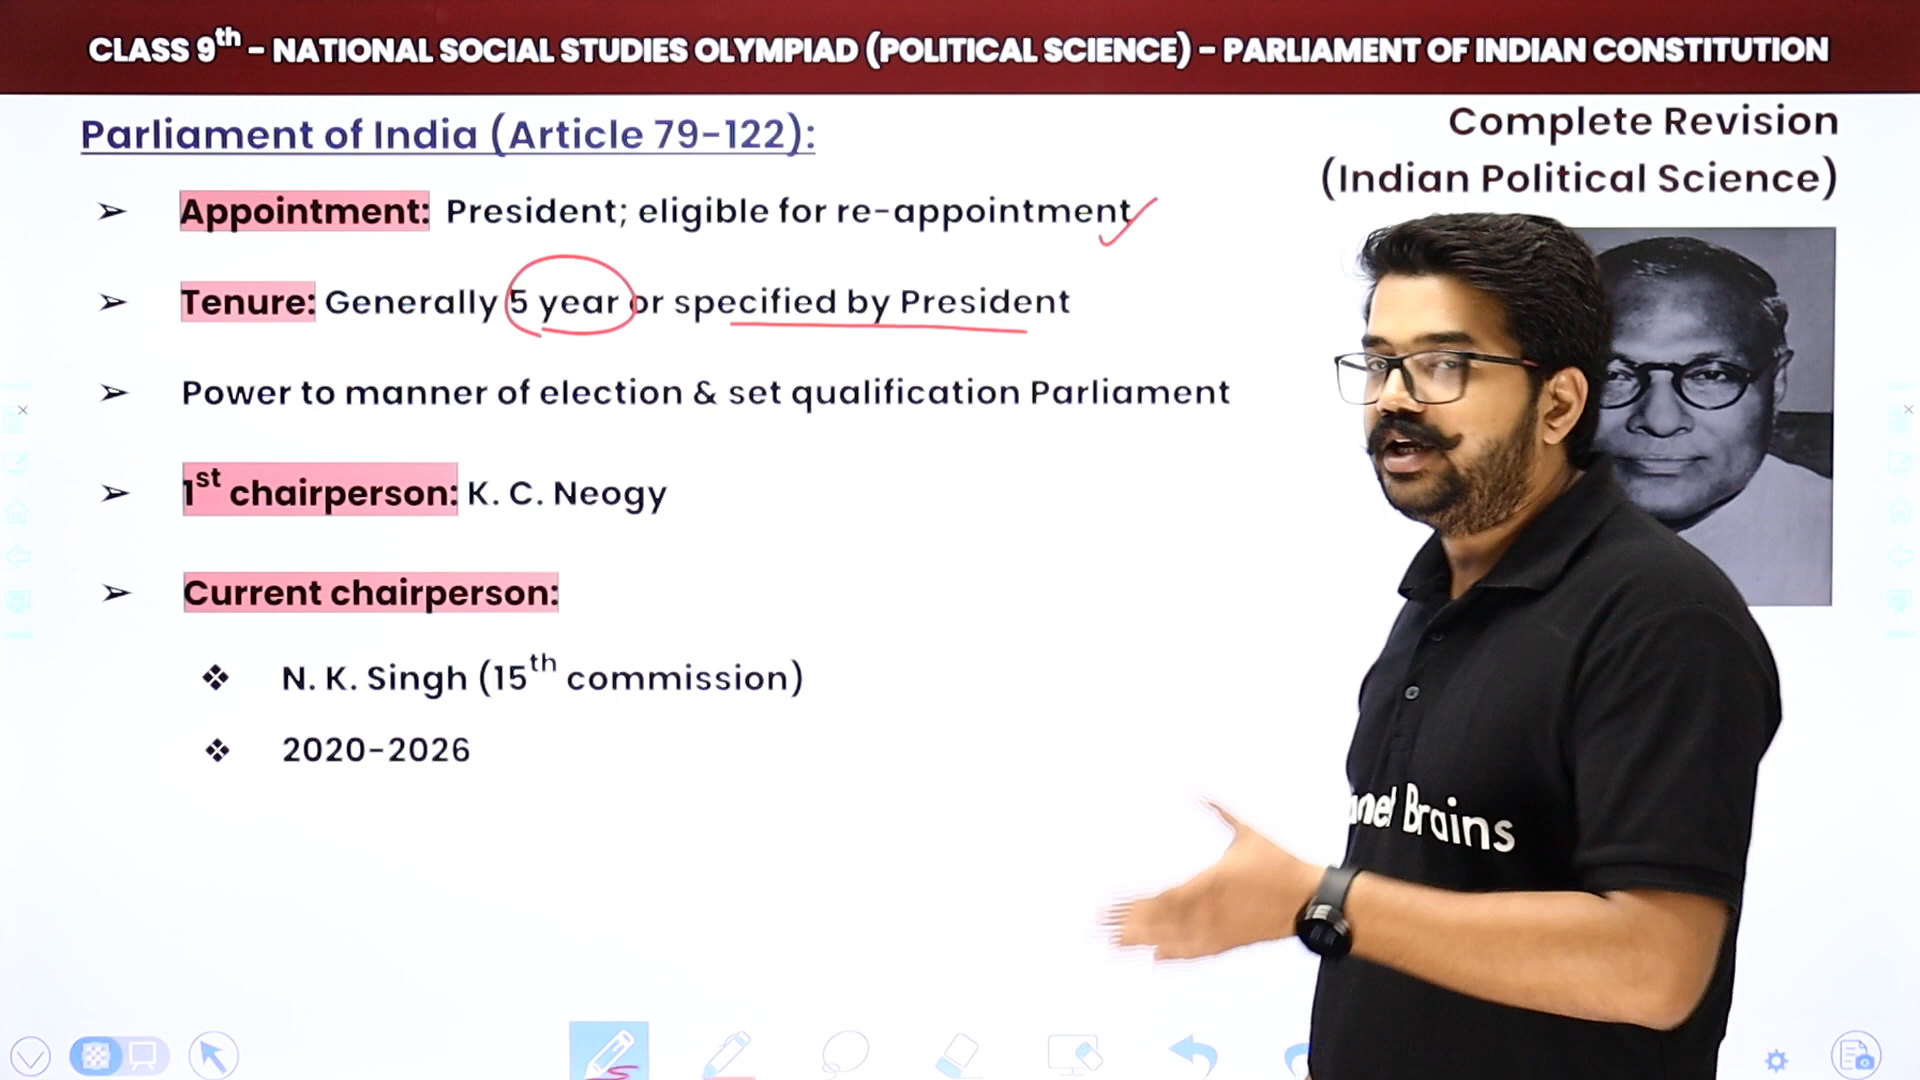 CLASS 9th - NATIONAL SOCIAL STUDIES OLYMPIAD (POLITICAL SCIENCE) - PARLIAMENT OF INDIAN CONSTITUTION
Parliament of India (Article 79-122):
Complete Revision
(Indian Political Science)
➢ Appointment: President; eligible for re-appointment
➢ Tenure: Generally 5 year or specified by President
➢ Power to manner of election & set qualification Parliament
➢ 1st chairperson: K. C. Neogy
➢ Current chairperson:
❖ N. K. Singh (15th commission)
❖ 2020-2026
Brains